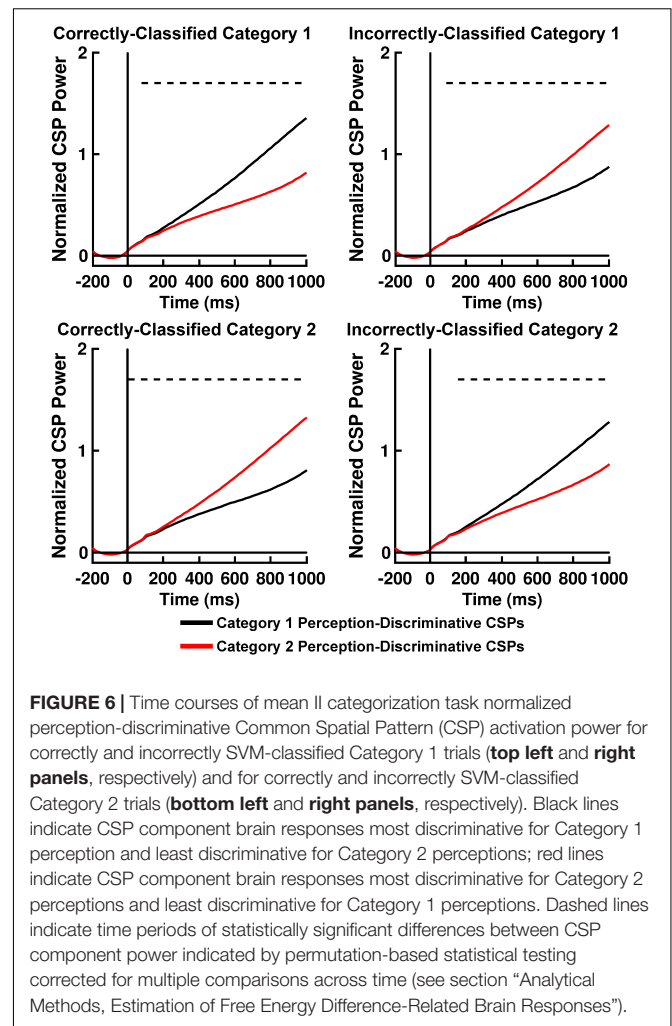 Correctly-Classified Category 1
Incorrectly-Classified Category 1
Normalized CSP Power
2
1
0
-200 0 200 400 600 800 1000
Time (ms)
Normalized CSP Power
2
1
0
-200 0 200 400 600 800 1000
Time (ms)
Correctly-Classified Category 2
Incorrectly-Classified Category 2
Normalized CSP Power
2
1
0
-200 0 200 400 600 800 1000
Time (ms)
Normalized CSP Power
2
1
0
-200 0 200 400 600 800 1000
Time (ms)
Category 1 Perception-Discriminative CSPs
Category 2 Perception-Discriminative CSPs
FIGURE 6 | Time courses of mean II categorization task normalized
perception-discriminative Common Spatial Pattern (CSP) activation power for
correctly and incorrectly SVM-classified Category 1 trials (top left and right
panels, respectively) and for correctly and incorrectly SVM-classified
Category 2 trials (bottom left and right panels, respectively). Black lines
indicate CSP component brain responses most discriminative for Category 1
perception and least discriminative for Category 2 perceptions; red lines
indicate CSP component brain responses most discriminative for Category 2
perceptions and least discriminative for Category 1 perceptions. Dashed lines
indicate time periods of statistically significant differences between CSP
component power indicated by permutation-based statistical testing
corrected for multiple comparisons across time (see section “Analytical
Methods, Estimation of Free Energy Difference-Related Brain Responses”).